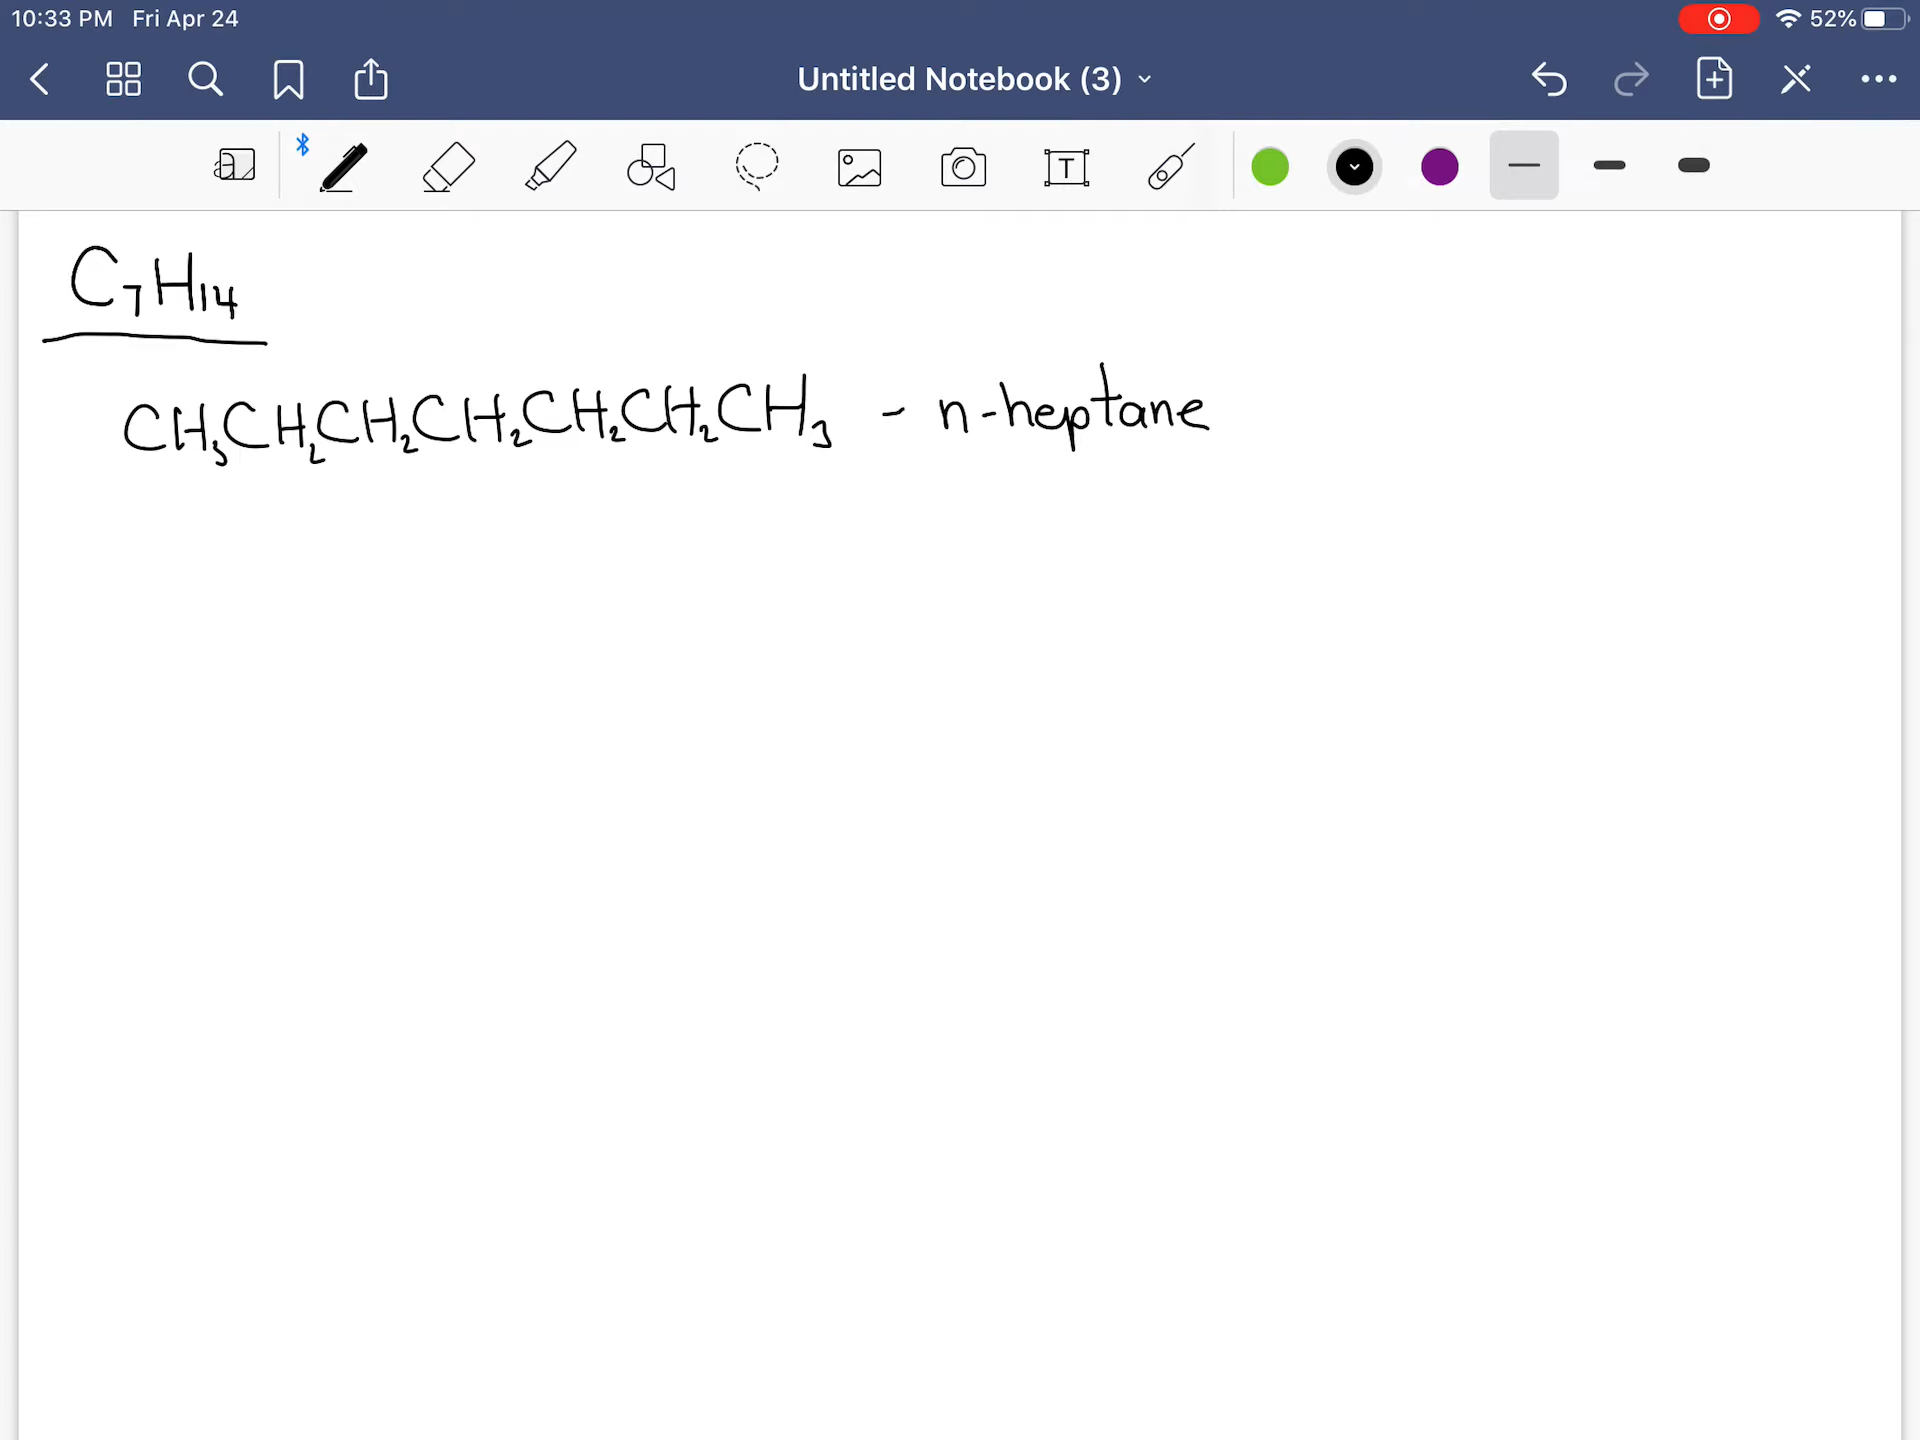 10:33 PM Fri Apr 24 52%
Untitled Notebook (3)
a T
C₇H₁₄
CH₃CH₂CH₂CH₂CH₂CH₂CH₃ - n-heptane